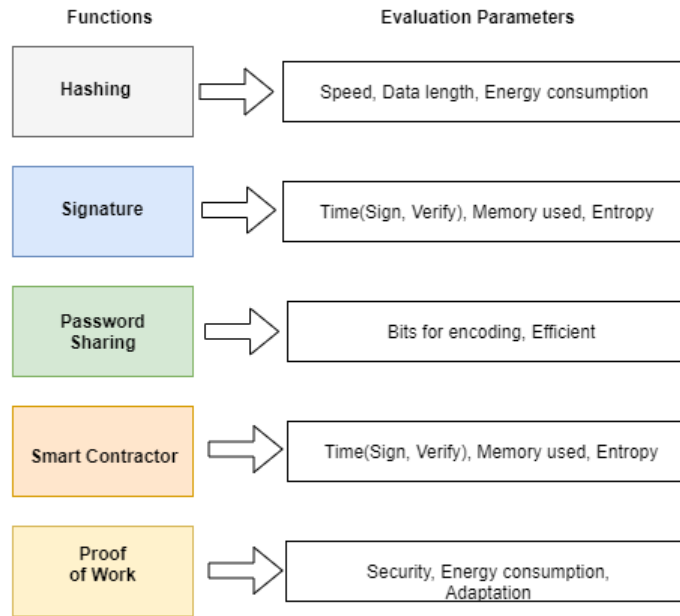 Functions Evaluation Parameters
Hashing
Speed, Data length, Energy consumption
Signature
Time(Sign, Verify), Memory used, Entropy
Password
Sharing
Bits for encoding, Efficient
Smart Contractor
Time(Sign, Verify), Memory used, Entropy
Proof
of Work
Security, Energy consumption,
Adaptation